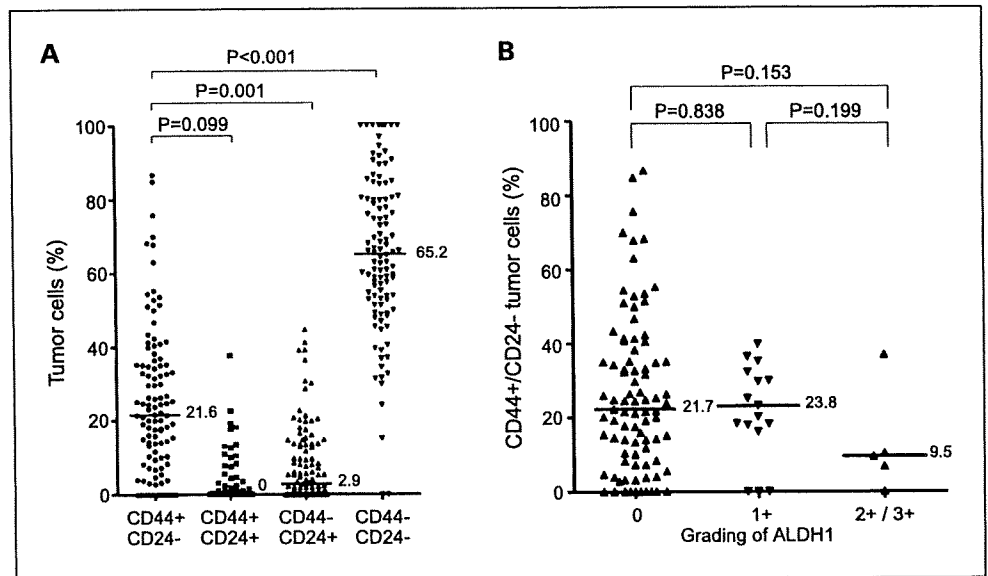 A
P<0.001
P=0.001
P=0.099
Tumor cells (%)
100
80
60
40
20
0
21.6
0
2.9
65.2
CD44+ CD44+ CD44- CD44-
CD24- CD24+ CD24+ CD24-
B
P=0.153
P=0.838 P=0.199
CD44+/CD24- tumor cells (%)
100
80
60
40
20
0
21.7
23.8
9.5
0 1+ 2+ / 3+
Grading of ALDH1